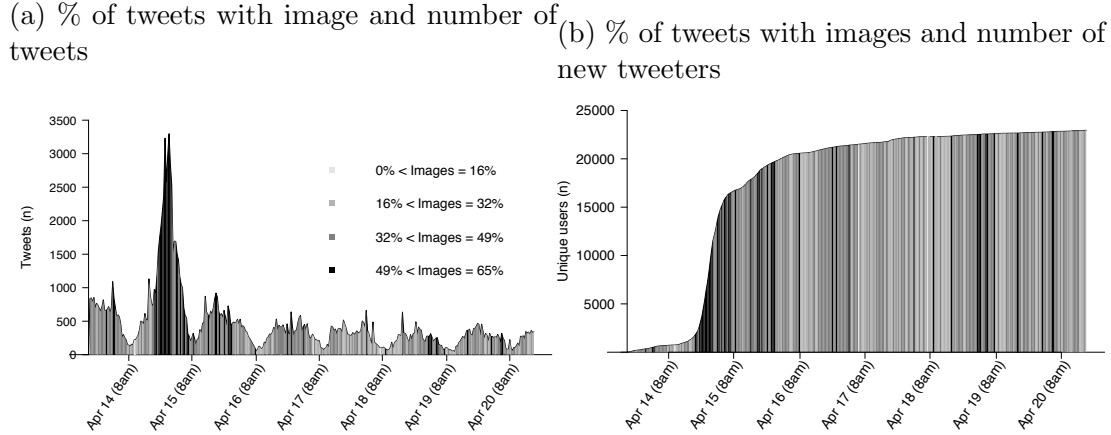 (a) % of tweets with image and number of
tweets
3500
3000
2500
2000
1500
1000
500
0
Tweets (n)
0% < Images = 16%
16% < Images = 32%
32% < Images = 49%
49% < Images = 65%
Apr 14 (8am)
Apr 15 (8am)
Apr 16 (8am)
Apr 17 (8am)
Apr 18 (8am)
Apr 19 (8am)
Apr 20 (8am)
(b) % of tweets with images and number of
new tweeters
25000
20000
15000
10000
5000
Unique users (n)
Apr 14 (8am)
Apr 15 (8am)
Apr 16 (8am)
Apr 17 (8am)
Apr 18 (8am)
Apr 19 (8am)
Apr 20 (8am)